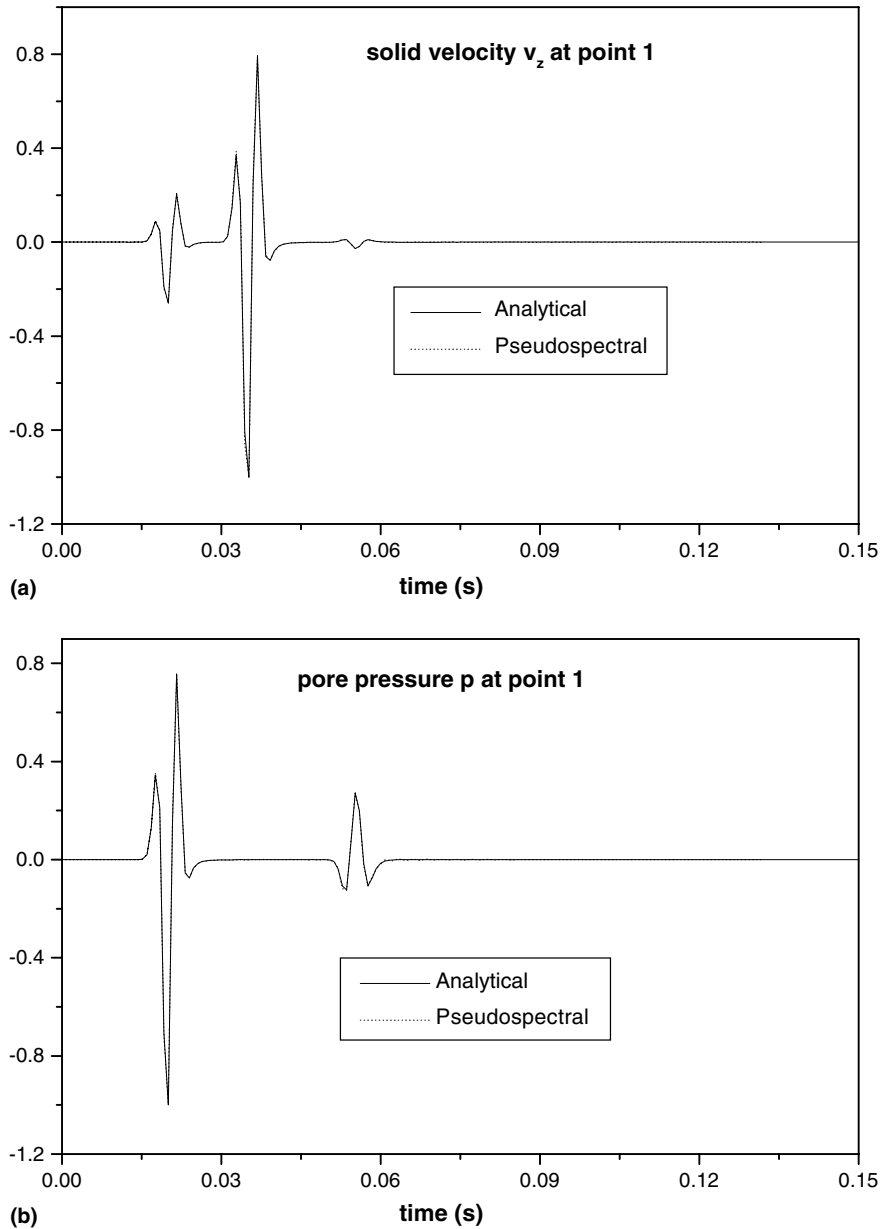 solid velocity v_z at point 1
0.8
0.4
0.0
-0.4
-0.8
-1.2
Analytical
Pseudospectral
0.00 0.03 0.06 0.09 0.12 0.15
(a) time (s)
pore pressure p at point 1
0.8
0.4
0.0
-0.4
-0.8
-1.2
Analytical
Pseudospectral
0.00 0.03 0.06 0.09 0.12 0.15
(b) time (s)